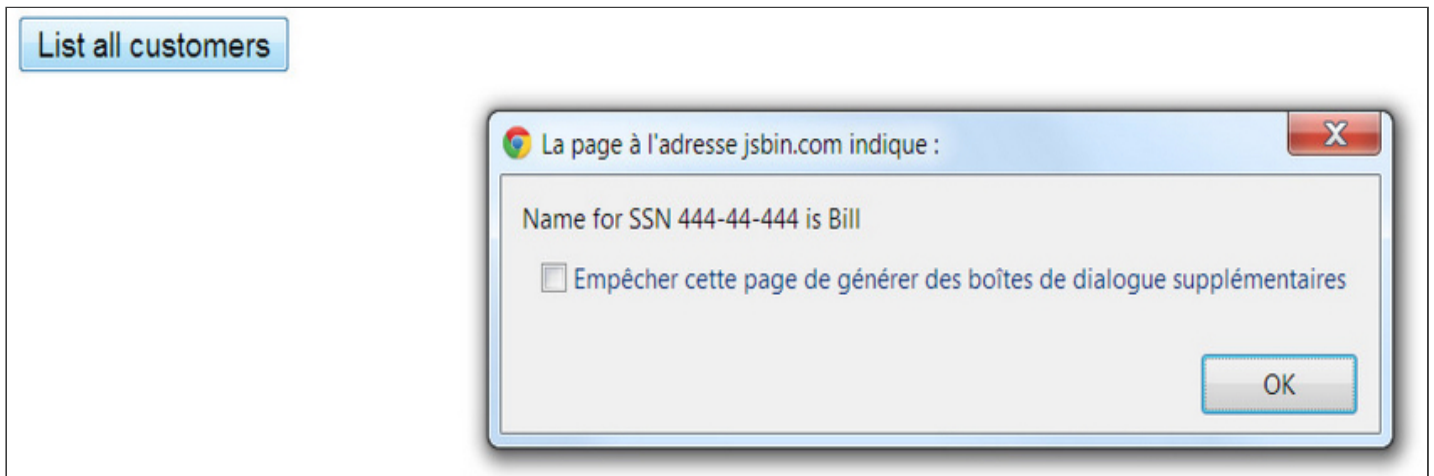 List all customers
La page à l'adresse jsbin.com indique :
Name for SSN 444-44-444 is Bill
Empêcher cette page de générer des boîtes de dialogue supplémentaires
OK